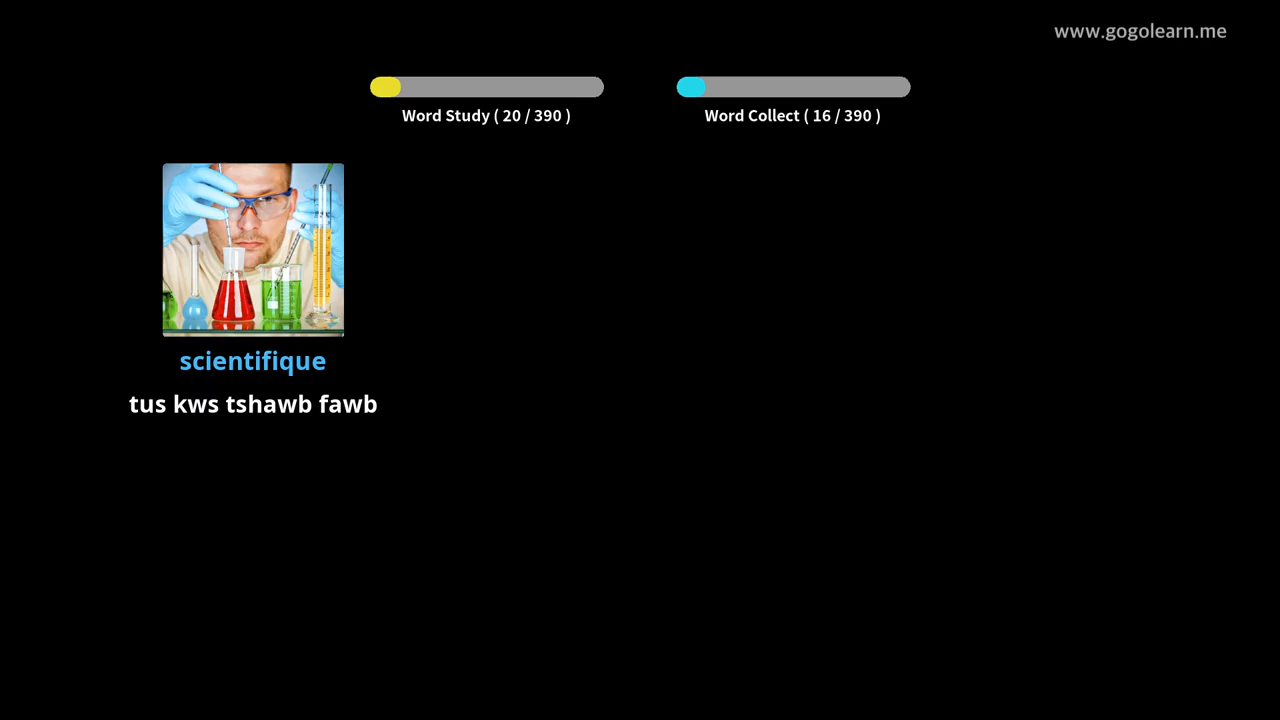 www.gogolearn.me
Word Study ( 20 / 390 )
Word Collect ( 16 / 390 )
scientifique
tus kws tshawb fawb